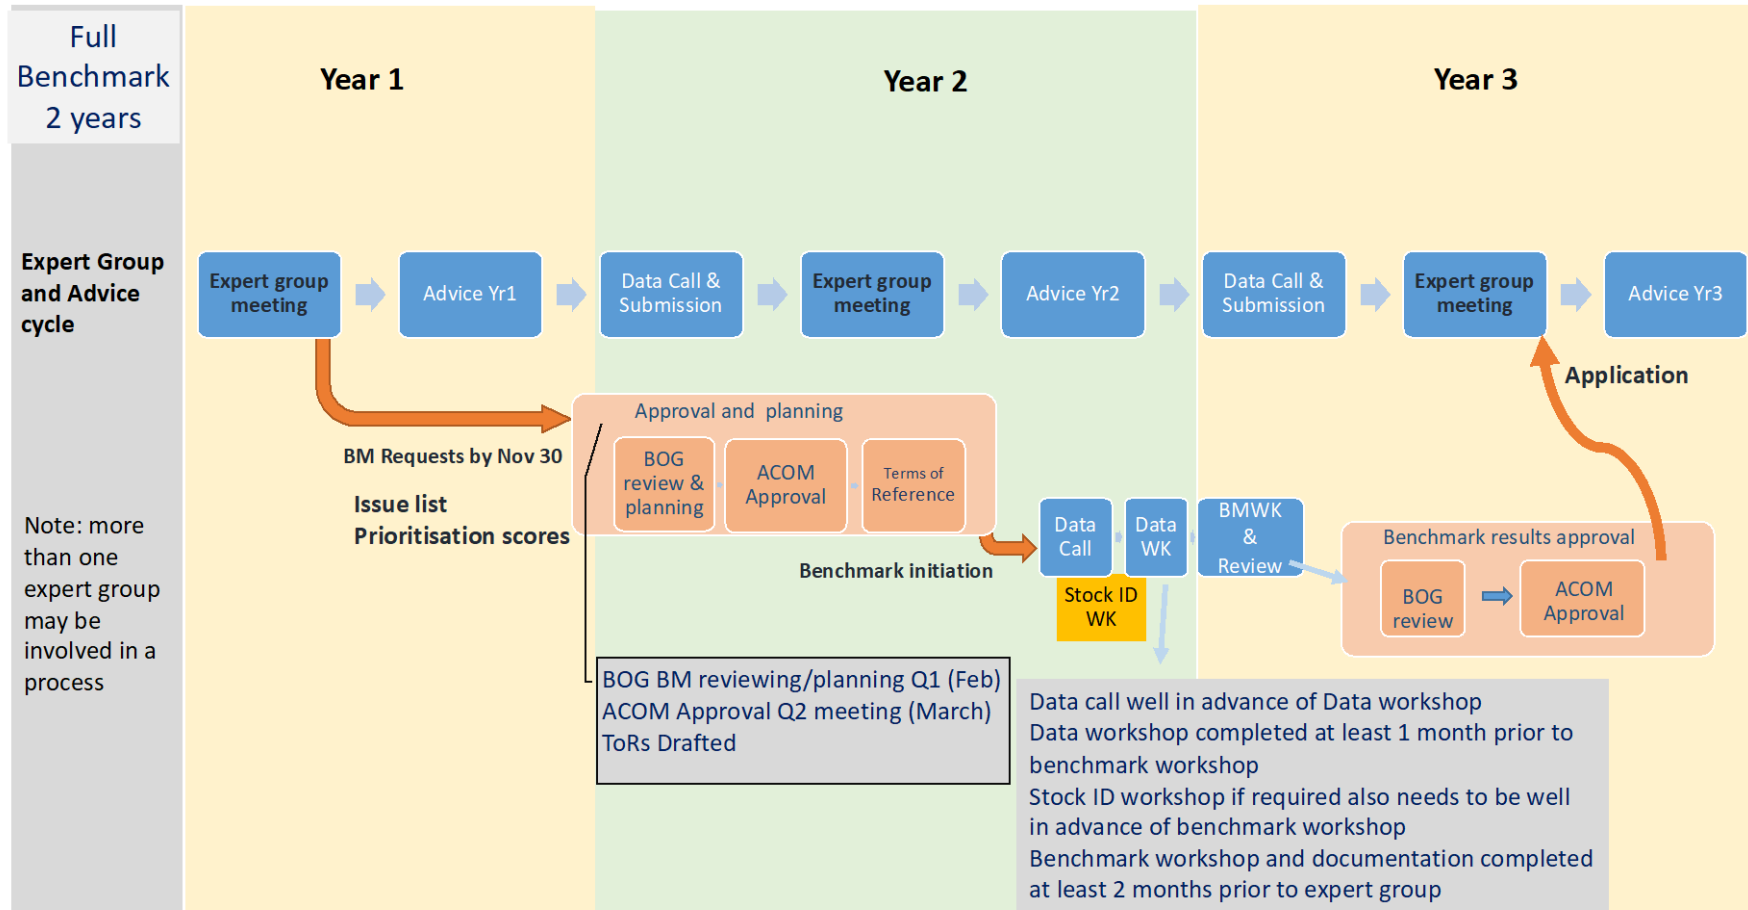 Full
Benchmark
2 years
Year 1
Year 2
Year 3
Expert Group
and Advice
cycle
Expert group
meeting
Advice Yr1
Data Call &
Submission
Expert group
meeting
Advice Yr2
Data Call &
Submission
Expert group
meeting
Advice Yr3
Application
BM Requests by Nov 30
Issue list
Prioritisation scores
Approval and planning
BOG
review &
planning
ACOM
Approval
Terms of
Reference
Benchmark initiation
Data
Call
Data
WK
BMWK
&
Review
Stock ID
WK
Benchmark results approval
BOG
review
ACOM
Approval
Note: more
than one
expert group
may be
involved in a
process
BOG BM reviewing/planning Q1 (Feb)
ACOM Approval Q2 meeting (March)
ToRs Drafted
Data call well in advance of Data workshop
Data workshop completed at least 1 month prior to
benchmark workshop
Stock ID workshop if required also needs to be well
in advance of benchmark workshop
Benchmark workshop and documentation completed
at least 2 months prior to expert group